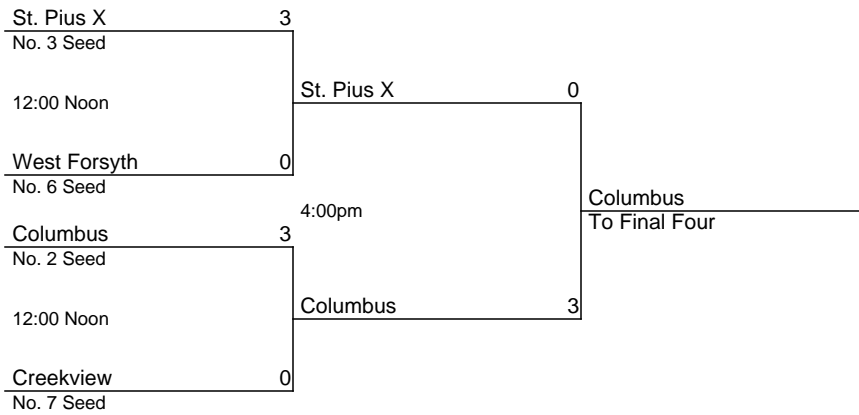 St. Pius X 3
No. 3 Seed
12:00 Noon
St. Pius X 0
West Forsyth 0
No. 6 Seed
4:00pm
Columbus
To Final Four
Columbus 3
No. 2 Seed
12:00 Noon
Columbus 3
Creekview 0
No. 7 Seed